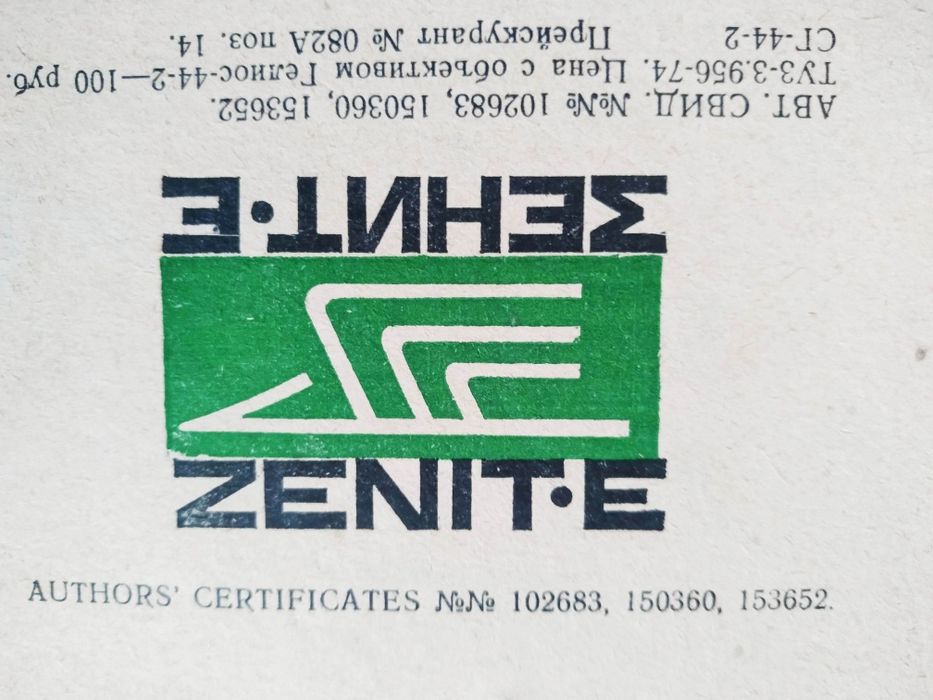 ЗЕНИТ·Е
АВТ. СВИД. №№ 102683, 150360, 153652.
ТУЗ-3.956-74. Цена с объективом Гелиос-44-2—100 руб.
СГ-44-2 Прейскурант № 082А поз. 14.
ZENIT·E
AUTHORS' CERTIFICATES №№ 102683, 150360, 153652.